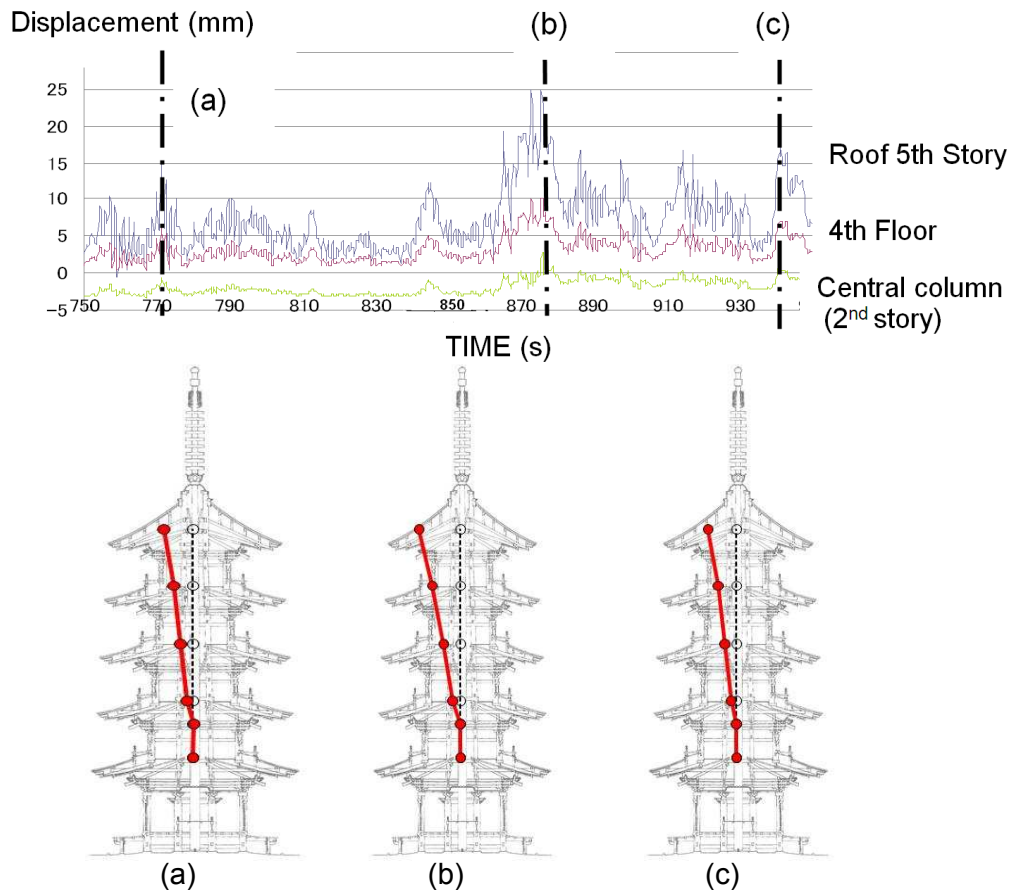 Displacement (mm)
(b)
(c)
25
(a)
20
15
Roof 5th Story
10
5
4th Floor
0
Central column
(2nd story)
–5
750 770 790 810 830 850 870 890 910 930
TIME (s)
(a)
(b)
(c)